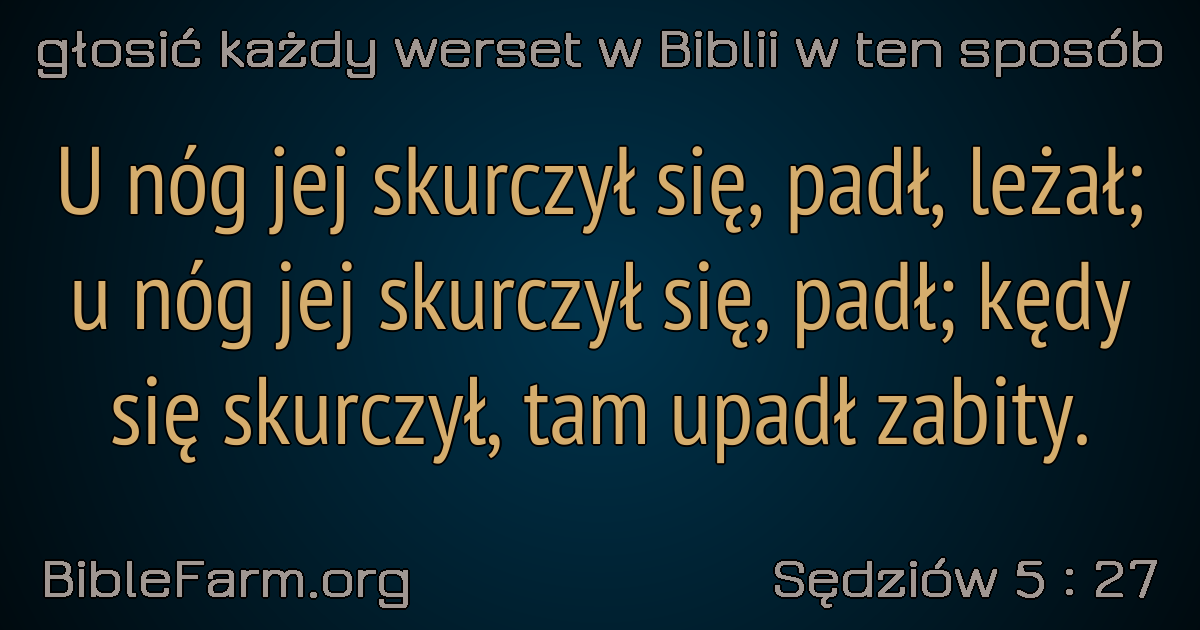 głosić każdy werset w Biblii w ten sposób
U nóg jej skurczył się, padł, leżał;
u nóg jej skurczył się, padł; kędy
się skurczył, tam upadł zabity.
BibleFarm.org
Sędziów 5 : 27